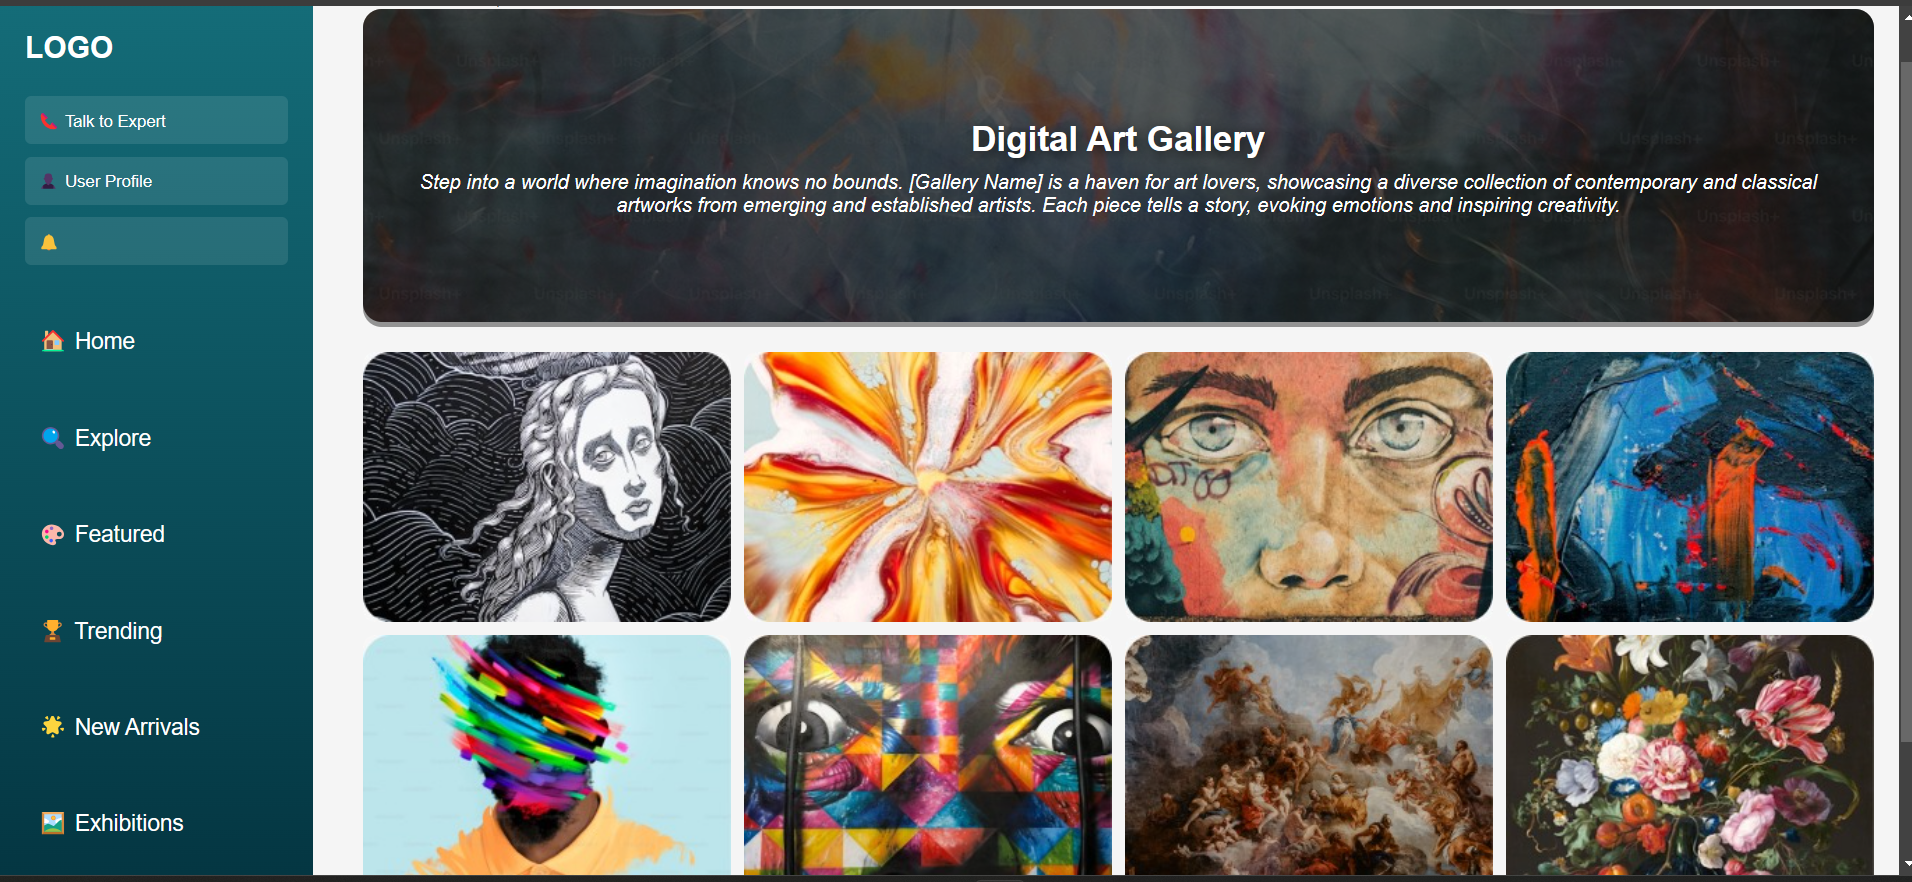 LOGO
Talk to Expert
User Profile
Home
Explore
Featured
Trending
New Arrivals
Exhibitions
Digital Art Gallery
Step into a world where imagination knows no bounds. [Gallery Name] is a haven for art lovers, showcasing a diverse collection of contemporary and classical
artworks from emerging and established artists. Each piece tells a story, evoking emotions and inspiring creativity.
Unsplash+